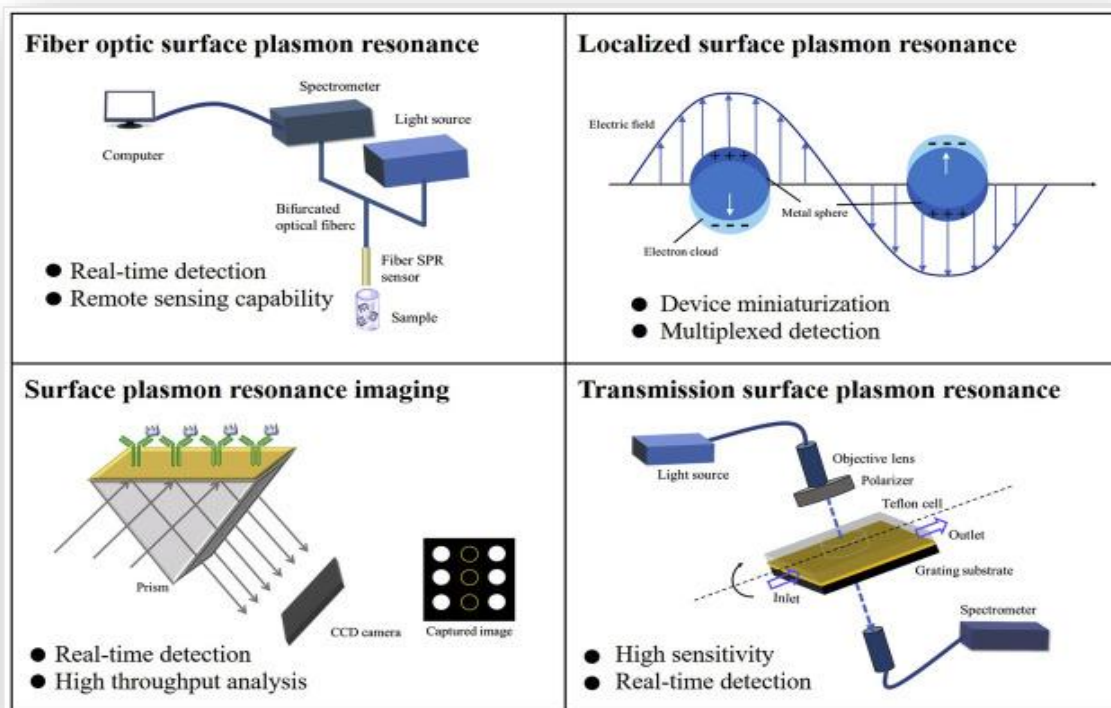 Fiber optic surface plasmon resonance
Spectrometer
Light source
Computer
Bifurcated
optical fiberc
Fiber SPR
sensor
Sample
● Real-time detection
● Remote sensing capability
Localized surface plasmon resonance
Electric field
+++
---
Metal sphere
Electron cloud
---
+++
● Device miniaturization
● Multiplexed detection
Surface plasmon resonance imaging
Prism
CCD camera
Captured image
● Real-time detection
● High throughput analysis
Transmission surface plasmon resonance
Light source
Objective lens
Polarizer
Teflon cell
Outlet
Grating substrate
Inlet
Spectrometer
● High sensitivity
● Real-time detection